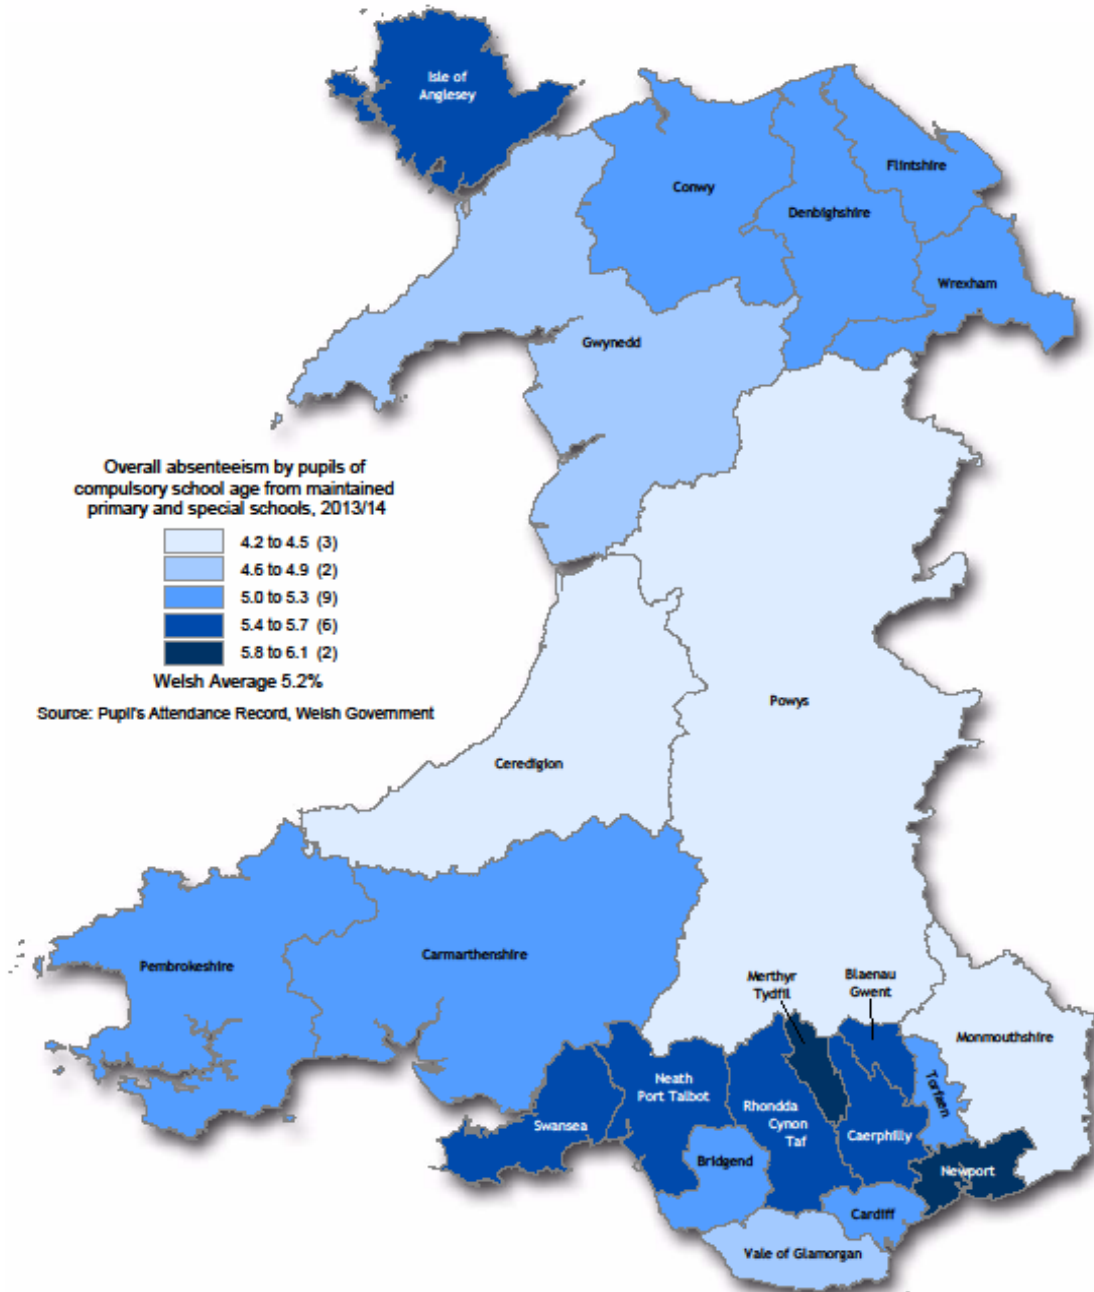 Isle of
Anglesey
Flintshire
Conwy
Denbighshire
Wrexham
Gwynedd
Overall absenteeism by pupils of
compulsory school age from maintained
primary and special schools, 2013/14
4.2 to 4.5 (3)
4.6 to 4.9 (2)
5.0 to 5.3 (9)
5.4 to 5.7 (6)
5.8 to 6.1 (2)
Welsh Average 5.2%
Source: Pupil's Attendance Record, Welsh Government
Powys
Ceredigion
Carmarthenshire
Pembrokeshire
Merthyr
Tydfil
Blaenau
Gwent
Monmouthshire
Neath
Port Talbot
Torfaen
Rhondda
Cynon
Taf
Swansea
Caerphilly
Bridgend
Newport
Cardiff
Vale of Glamorgan